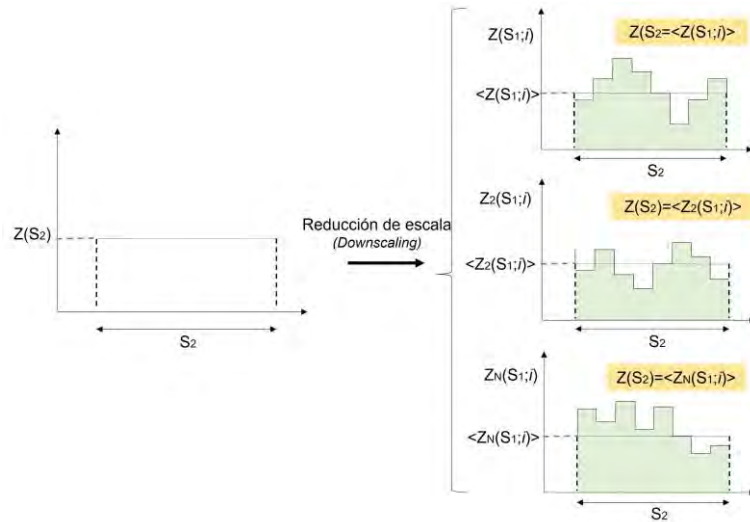 Z(S2)
S2
Reducción de escala
(Downscaling)
Z(S1;i)
Z(S2=<Z(S1;i)>
<Z(S1;i)>
S2
Z2(S1;i)
Z(S2)=<Z2(S1;i)>
<Z2(S1;i)>
S2
ZN(S1;i)
Z(S2)=<ZN(S1;i)>
<ZN(S1;i)>
S2